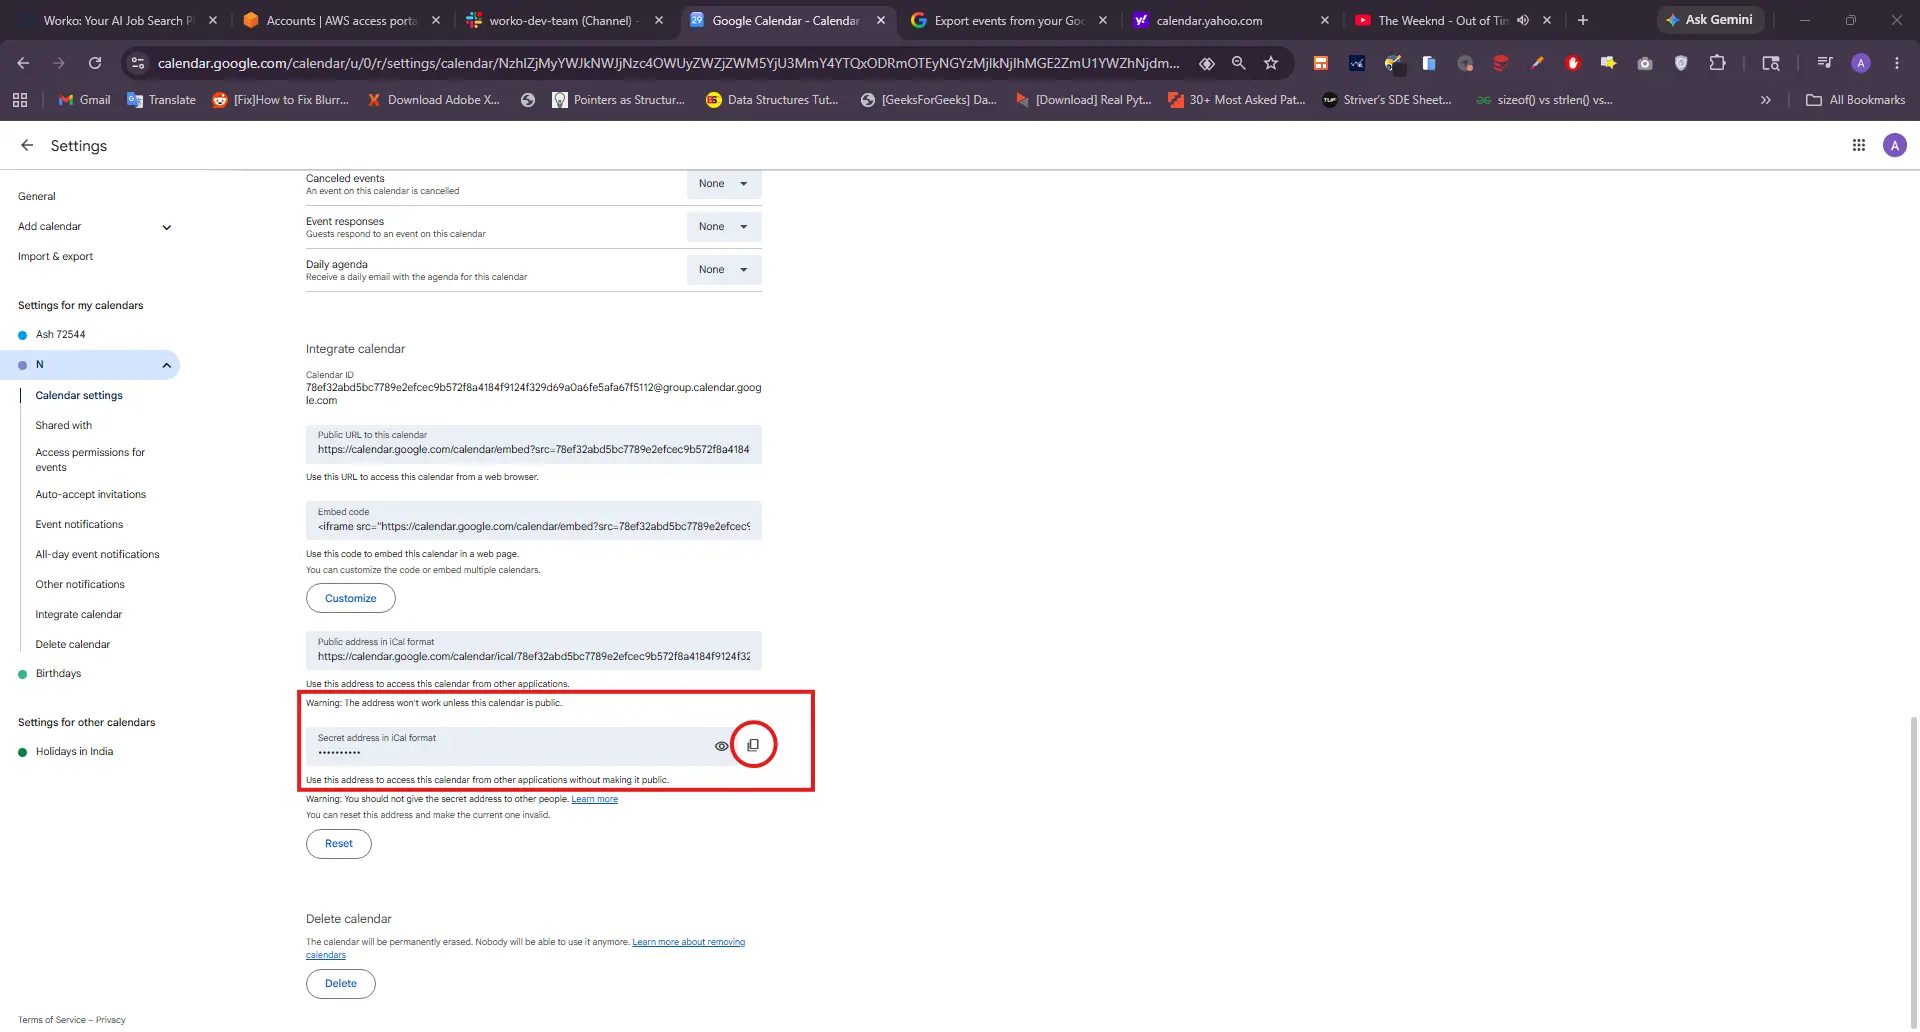 Worko: Your AI Job Search Pl
Accounts | AWS access porta
worko-dev-team (Channel) -
Google Calendar - Calendar
Export events from your Goo
calendar.yahoo.com
The Weeknd - Out of Tim
Ask Gemini
calendar.google.com/calendar/u/0/r/settings/calendar/
A
Gmail
Translate
[Fix]How to Fix Blurr...
Download Adobe X...
Pointers as Structur...
Data Structures Tut...
[GeeksForGeeks] Da...
[Download] Real Pyt...
30+ Most Asked Pat...
Striver's SDE Sheet...
sizeof() vs strlen() vs...
All Bookmarks
Settings
A
General
Add calendar
Import & export
Settings for my calendars
Ash 72544
N
Calendar settings
Shared with
Access permissions for
events
Auto-accept invitations
Event notifications
All-day event notifications
Other notifications
Integrate calendar
Delete calendar
Birthdays
Settings for other calendars
Holidays in India
Canceled events
An event on this calendar is cancelled
None
Event responses
Guests respond to an event on this calendar
None
Daily agenda
Receive a daily email with the agenda for this calendar
None
Integrate calendar
Calendar ID
78ef32abd5bc7789e2efcec9b572f8a4184f9124f329d69a0a6fe5afa67f5112@group.calendar.goog
le.com
Public URL to this calendar
https://calendar.google.com/calendar/embed?src=78ef32abd5bc7789e2efcec9b572f8a4184
Use this URL to access this calendar from a web browser.
Embed code
<iframe src="https://calendar.google.com/calendar/embed?src=78ef32abd5bc7789e2efcec9
Use this code to embed this calendar in a web page.
You can customize the code or embed multiple calendars.
Customize
Public address in iCal format
https://calendar.google.com/calendar/ical/78ef32abd5bc7789e2efcec9b572f8a4184f9124f32
Use this address to access this calendar from other applications.
Warning: The address won't work unless this calendar is public.
Secret address in iCal format
••••••••••
Use this address to access this calendar from other applications without making it public.
Warning: You should not give the secret address to other people. Learn more
You can reset this address and make the current one invalid.
Reset
Delete calendar
The calendar will be permanently erased. Nobody will be able to use it anymore. Learn more about removing
calendars
Delete
Terms of Service – Privacy